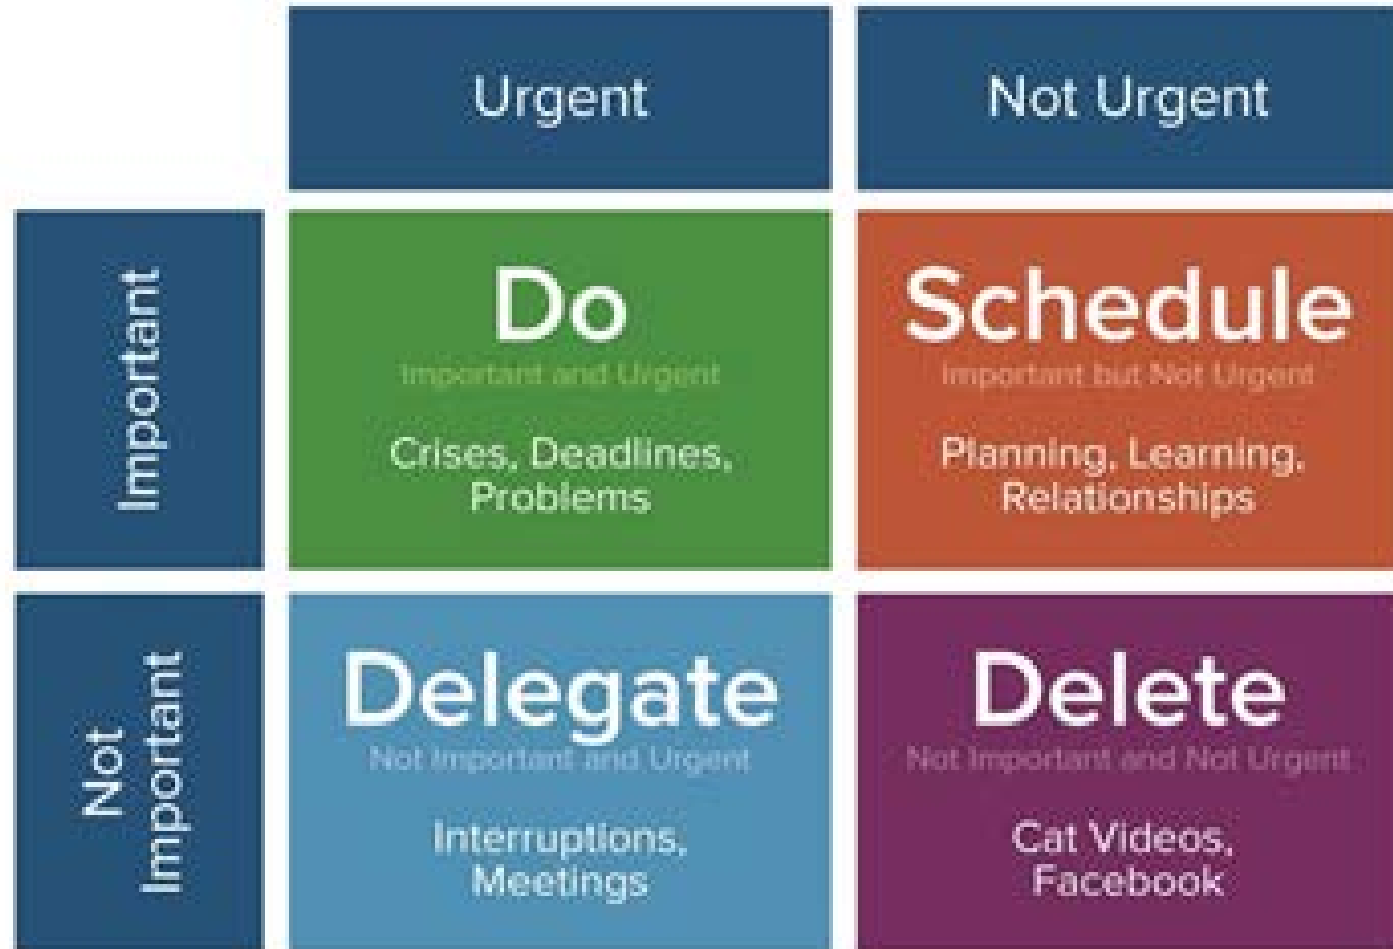 Urgent
Not Urgent
Important
Do
Important and Urgent
Crises, Deadlines,
Problems
Schedule
Important but Not Urgent
Planning, Learning,
Relationships
Not
Important
Delegate
Not Important and Urgent
Interruptions,
Meetings
Delete
Not Important and Not Urgent
Cat Videos,
Facebook